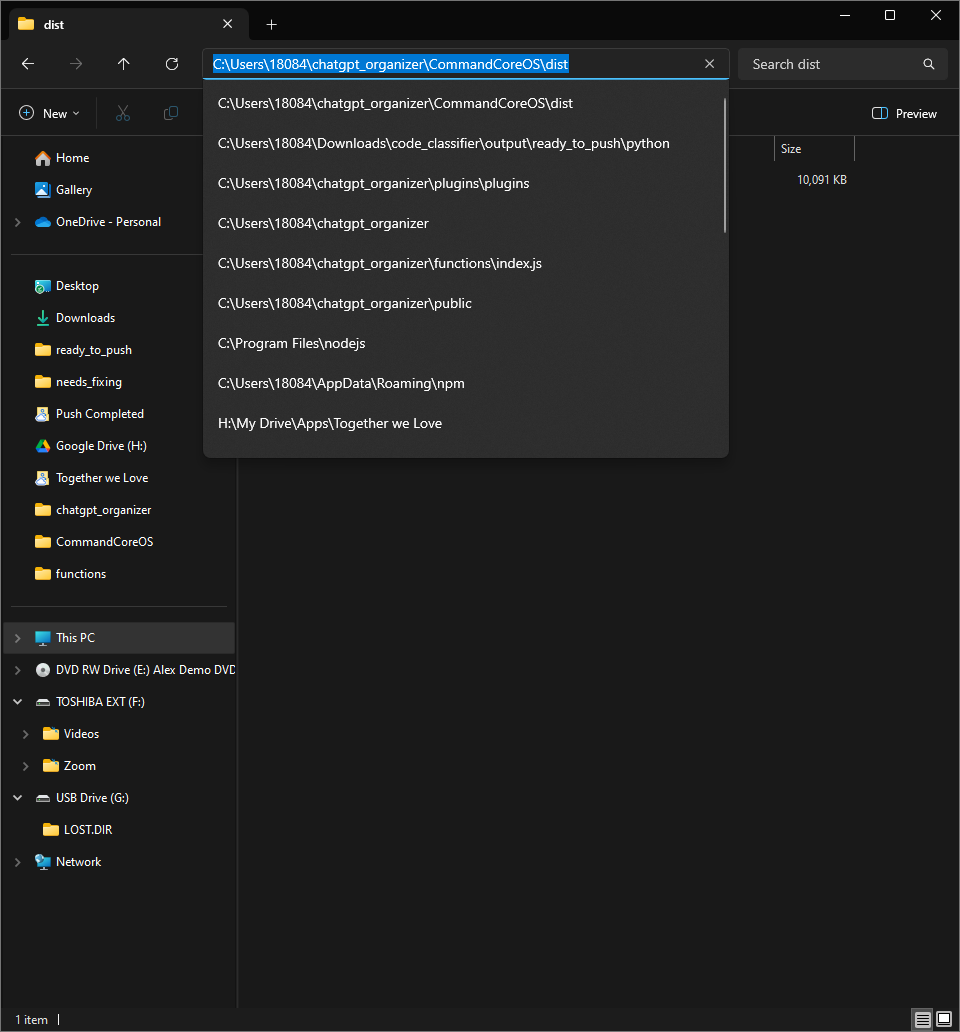 dist
C:\Users\18084\chatgpt_organizer\CommandCoreOS\dist
Search dist
New
Preview
C:\Users\18084\chatgpt_organizer\CommandCoreOS\dist
C:\Users\18084\Downloads\code_classifier\output\ready_to_push\python
C:\Users\18084\chatgpt_organizer\plugins\plugins
C:\Users\18084\chatgpt_organizer
C:\Users\18084\chatgpt_organizer\functions\index.js
C:\Users\18084\chatgpt_organizer\public
C:\Program Files\nodejs
C:\Users\18084\AppData\Roaming\npm
H:\My Drive\Apps\Together we Love
Size
10,091 KB
Home
Gallery
OneDrive - Personal
Desktop
Downloads
ready_to_push
needs_fixing
Push Completed
Google Drive (H:)
Together we Love
chatgpt_organizer
CommandCoreOS
functions
This PC
DVD RW Drive (E:) Alex Demo DVD
TOSHIBA EXT (F:)
Videos
Zoom
USB Drive (G:)
LOST.DIR
Network
1 item